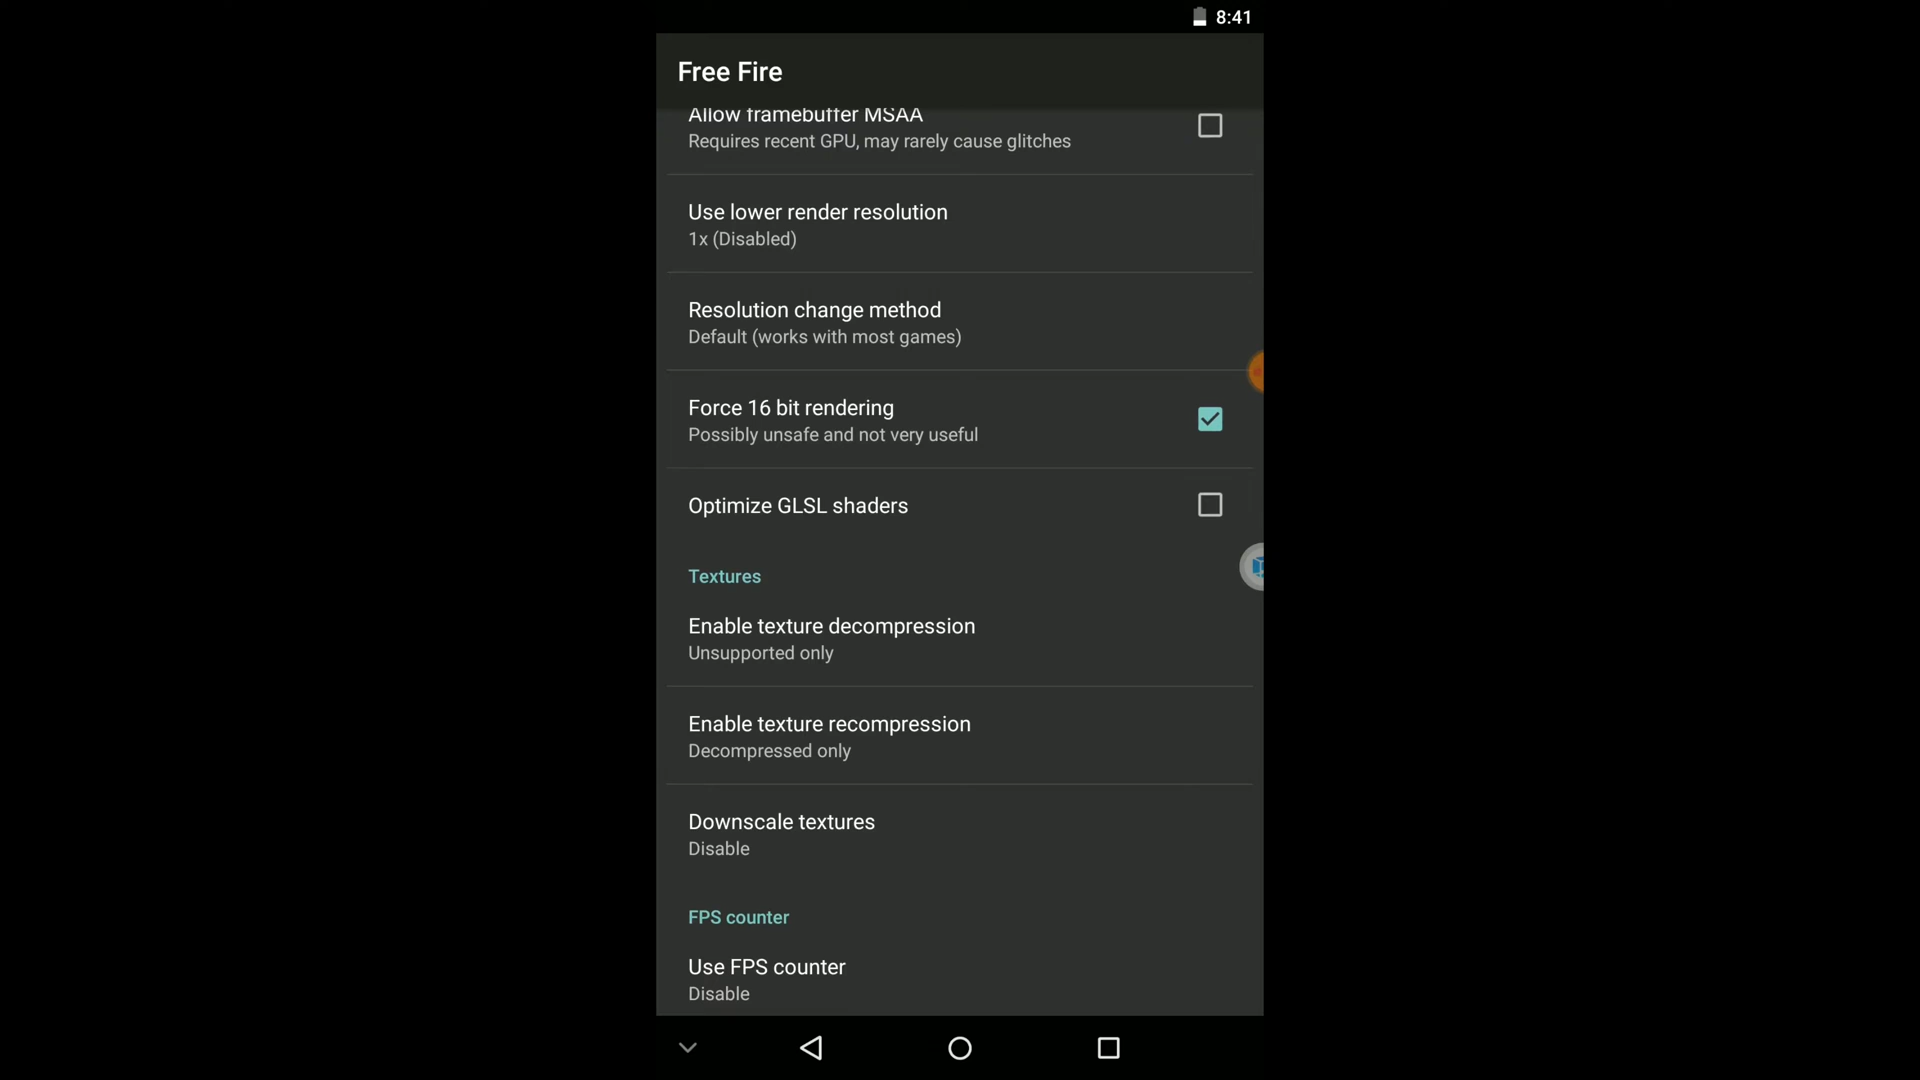 8:41
Free Fire
Allow framebuffer MSAA
Requires recent GPU, may rarely cause glitches
Use lower render resolution
1x (Disabled)
Resolution change method
Default (works with most games)
Force 16 bit rendering
Possibly unsafe and not very useful
Optimize GLSL shaders
Textures
Enable texture decompression
Unsupported only
Enable texture recompression
Decompressed only
Downscale textures
Disable
FPS counter
Use FPS counter
Disable